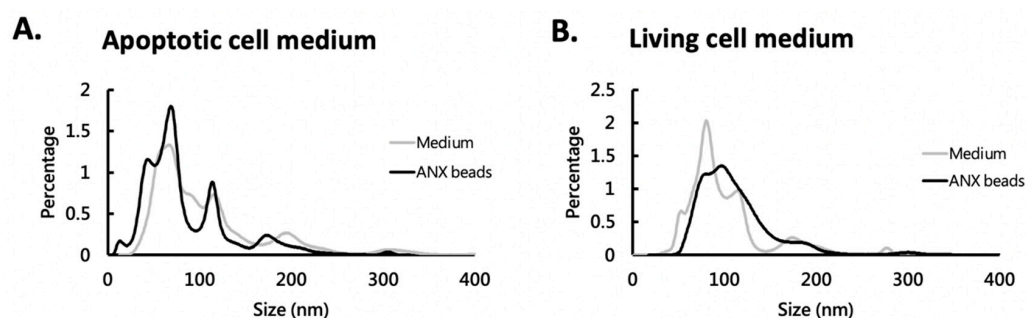 A.
Apoptotic cell medium
Percentage
2
1.5
1
0.5
0
0 100 200 300 400
Size (nm)
Medium
ANX beads
B.
Living cell medium
Percentage
2.5
2
1.5
1
0.5
0
0 100 200 300 400
Size (nm)
Medium
ANX beads